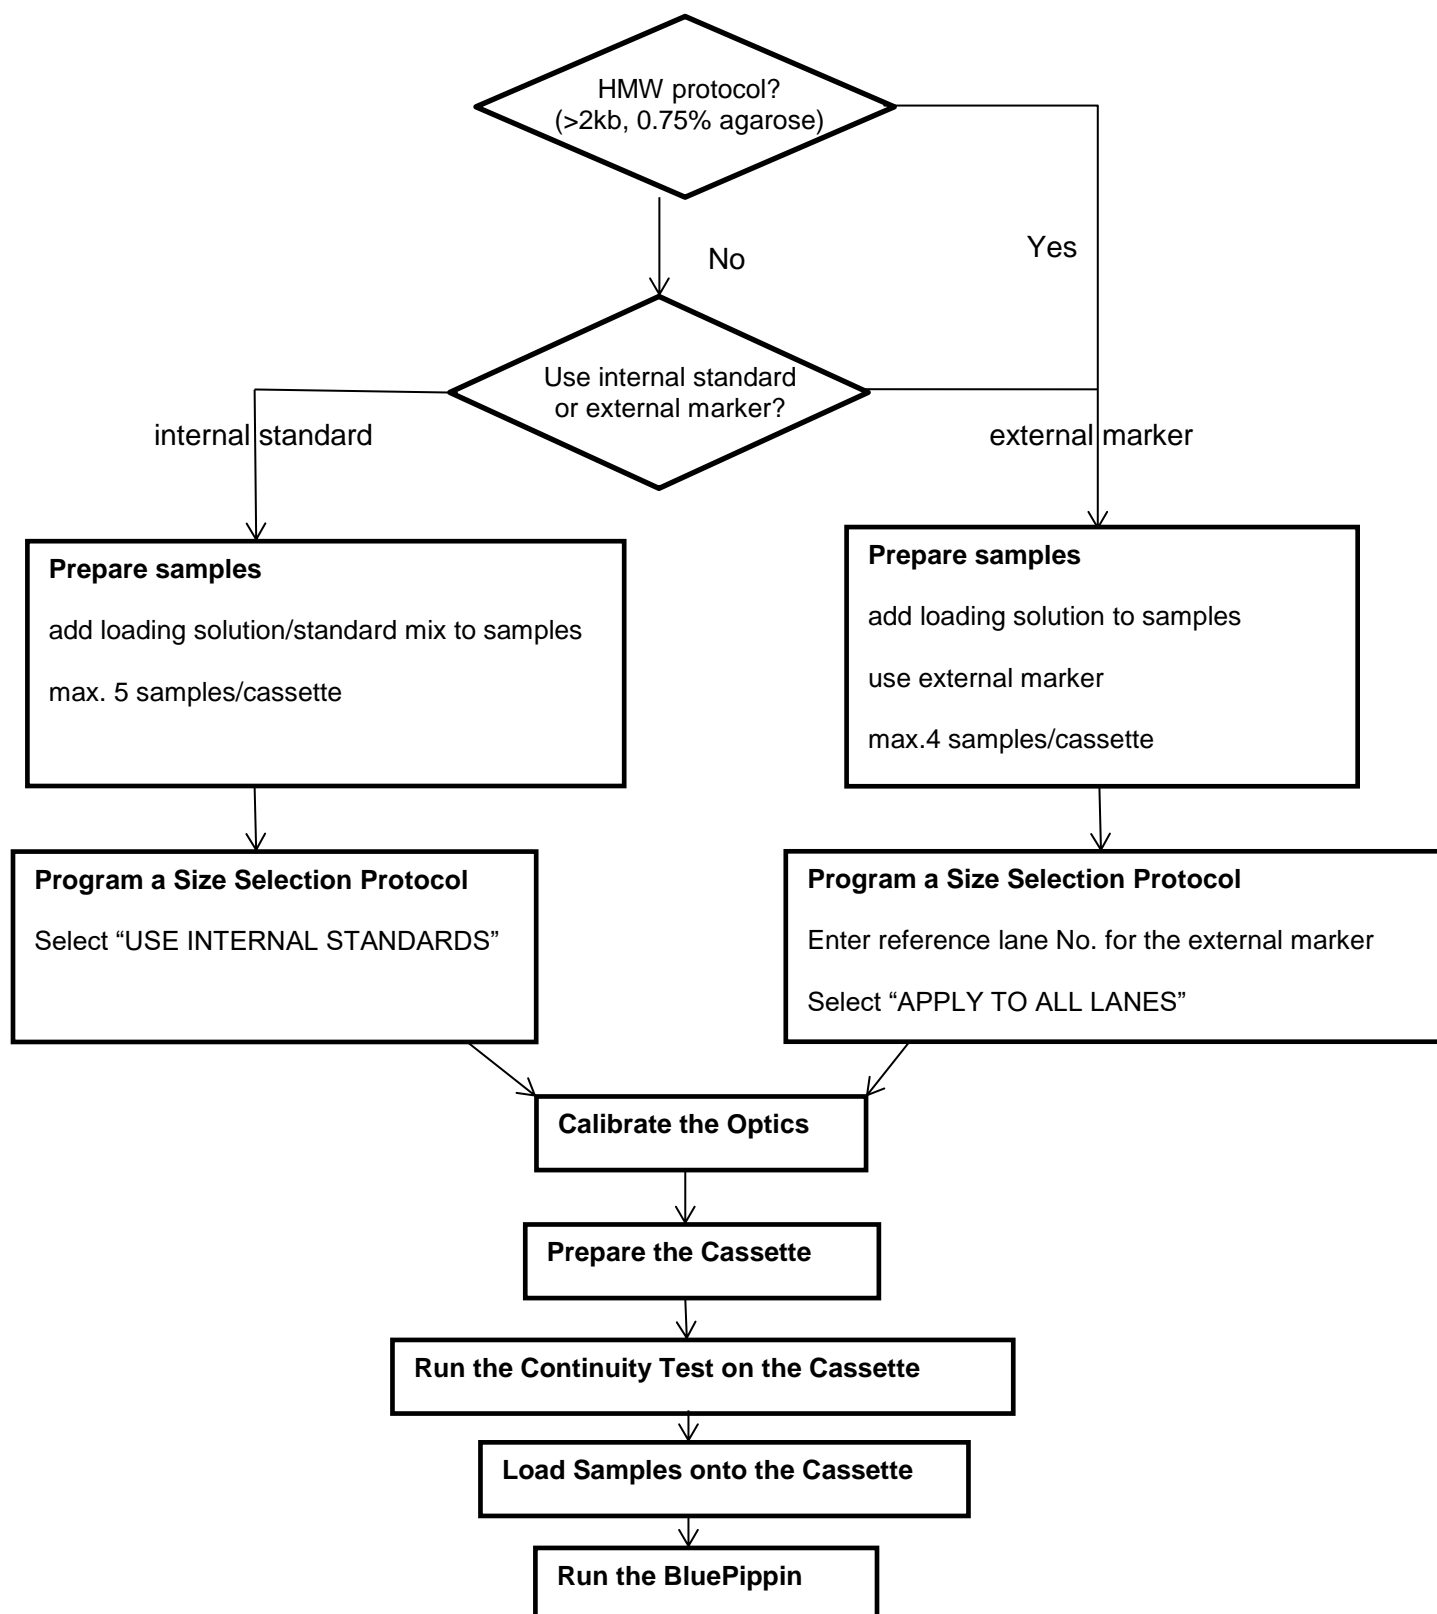 HMW protocol?
(>2kb, 0.75% agarose)
No
Yes
Use internal standard
or external marker?
internal standard
external marker
Prepare samples
add loading solution/standard mix to samples
max. 5 samples/cassette
Prepare samples
add loading solution to samples
use external marker
max.4 samples/cassette
Program a Size Selection Protocol
Select “USE INTERNAL STANDARDS”
Program a Size Selection Protocol
Enter reference lane No. for the external marker
Select “APPLY TO ALL LANES”
Calibrate the Optics
Prepare the Cassette
Run the Continuity Test on the Cassette
Load Samples onto the Cassette
Run the BluePippin